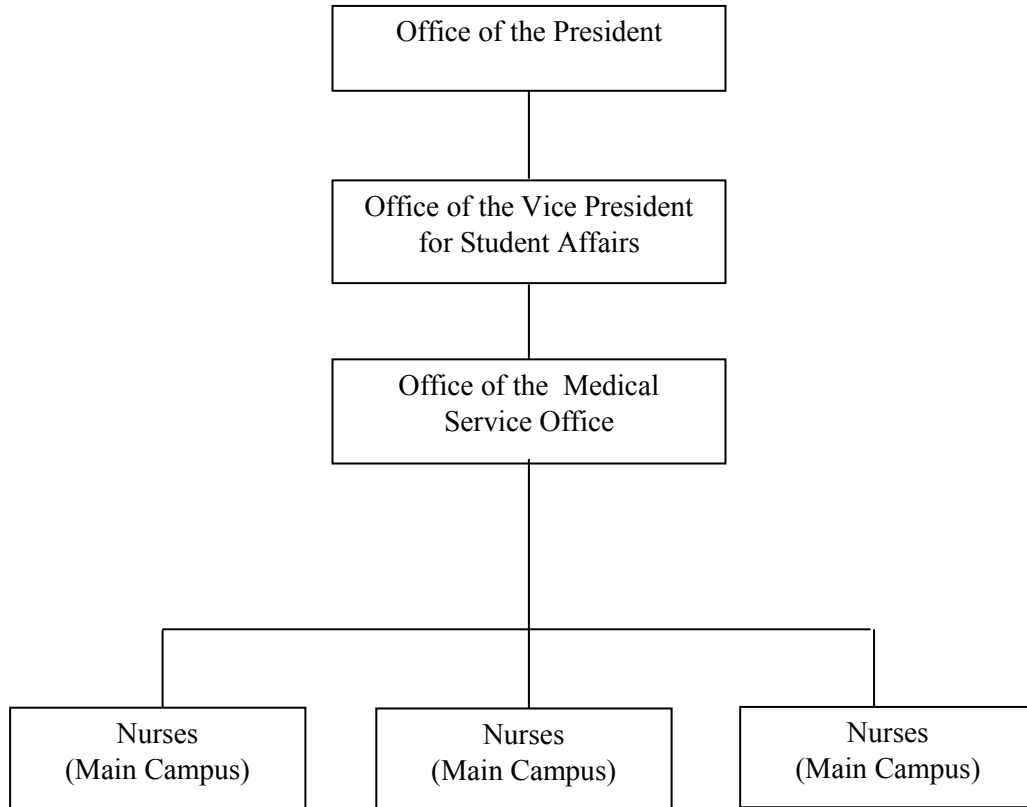 Office of the President
Office of the Vice President
for Student Affairs
Office of the  Medical
Service Office
Nurses
(Main Campus)
Nurses
(Main Campus)
Nurses
(Main Campus)